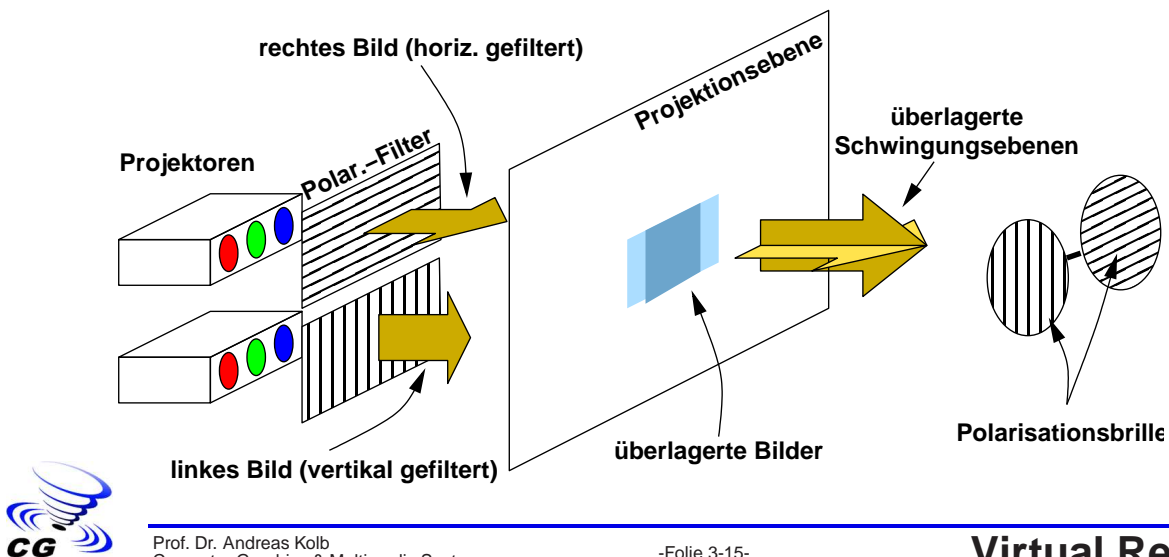 rechtes Bild (horiz. gefiltert)
Projektionsebene
überlagerte
Schwingungsebenen
Projektoren
Polar.–Filter
linkes Bild (vertikal gefiltert)
überlagerte Bilder
Polarisationsbrille
CG
Prof. Dr. Andreas Kolb
-Folie 3-15-
Virtual Re